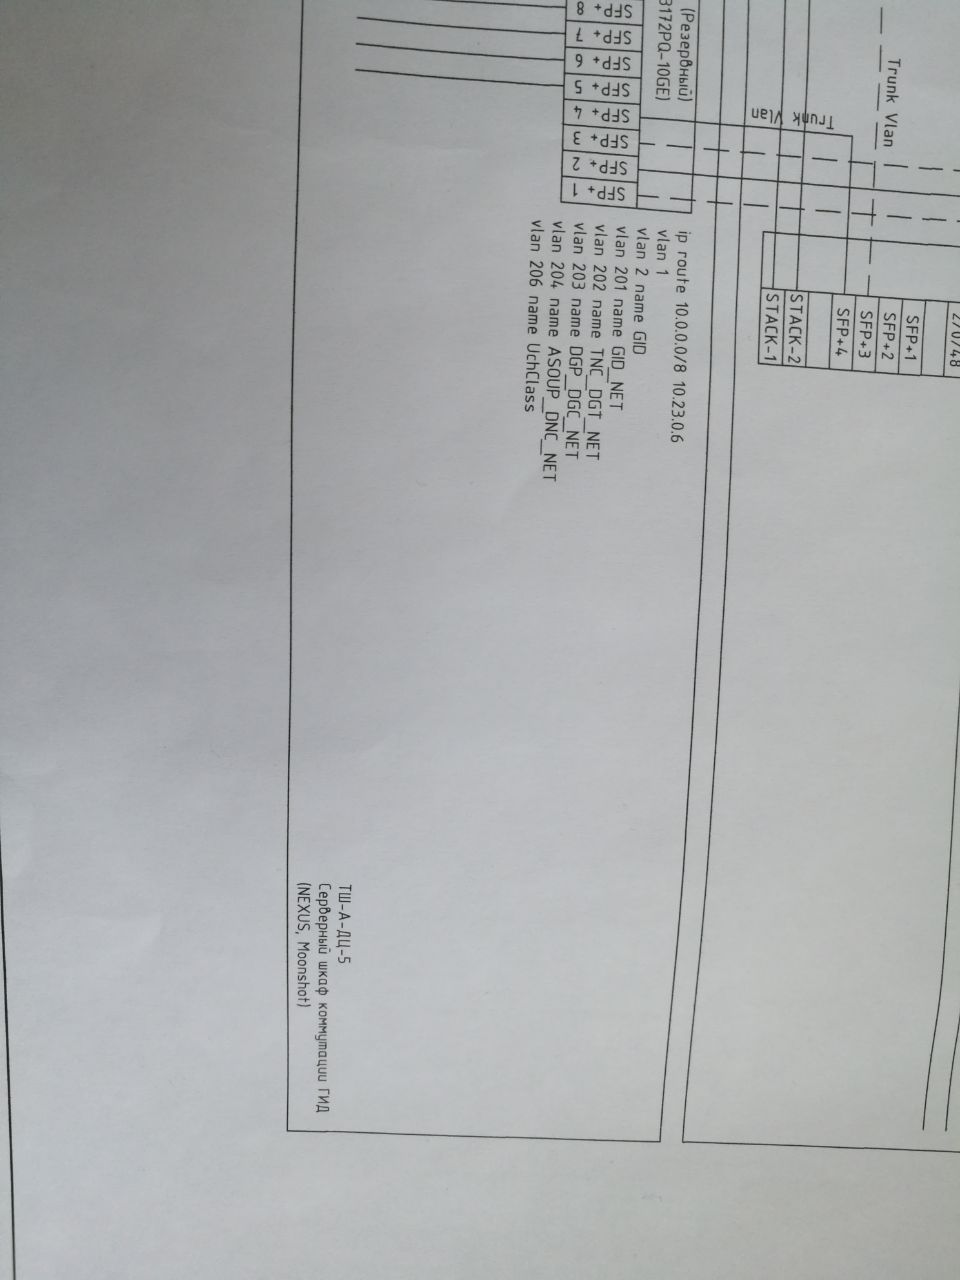 Trunk Vlan
Trunk
Vlan
(Резервный)
3172PQ-10GE)
SFP+ 8
SFP+ 7
SFP+ 6
SFP+ 5
SFP+ 4
SFP+ 3
SFP+ 2
SFP+ 1
270/48
SFP+1
SFP+2
SFP+3
SFP+4
STACK-2
STACK-1
ip route 10.0.0.0/8 10.23.0.6
vlan 1
vlan 2 name GID
vlan 201 name GID_NET
vlan 202 name TNC_DGT_NET
vlan 203 name DGP_DGC_NET
vlan 204 name ASOUP_DNC_NET
vlan 206 name UchClass
ТШ-А-ДЦ-5
Серверный шкаф коммутации ГИД
(NEXUS, Moonshot)